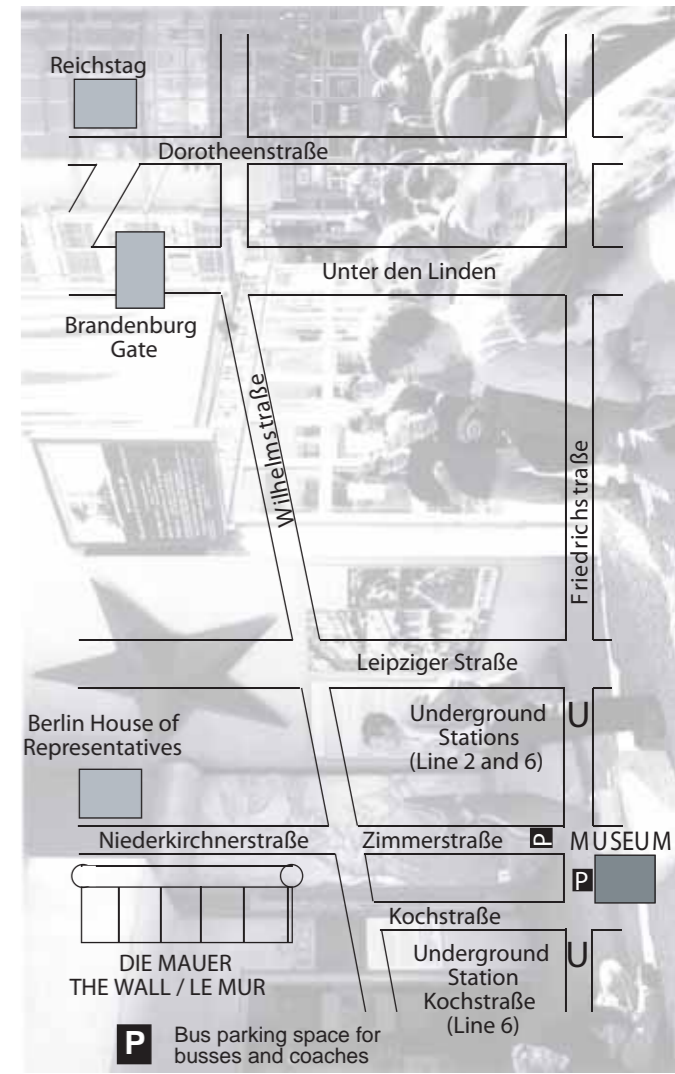 Reichstag
Dorotheenstraße
Unter den Linden
Brandenburg
Gate
Wilhelmstraße
Friedrichstraße
Leipziger Straße
Underground
Stations
(Line 2 and 6)
U
Berlin House of
Representatives
Niederkirchnerstraße
Zimmerstraße
P
MUSEUM
P
Kochstraße
Underground
Station
Kochstraße
(Line 6)
U
DIE MAUER
THE WALL / LE MUR
P
Bus parking space for
busses and coaches